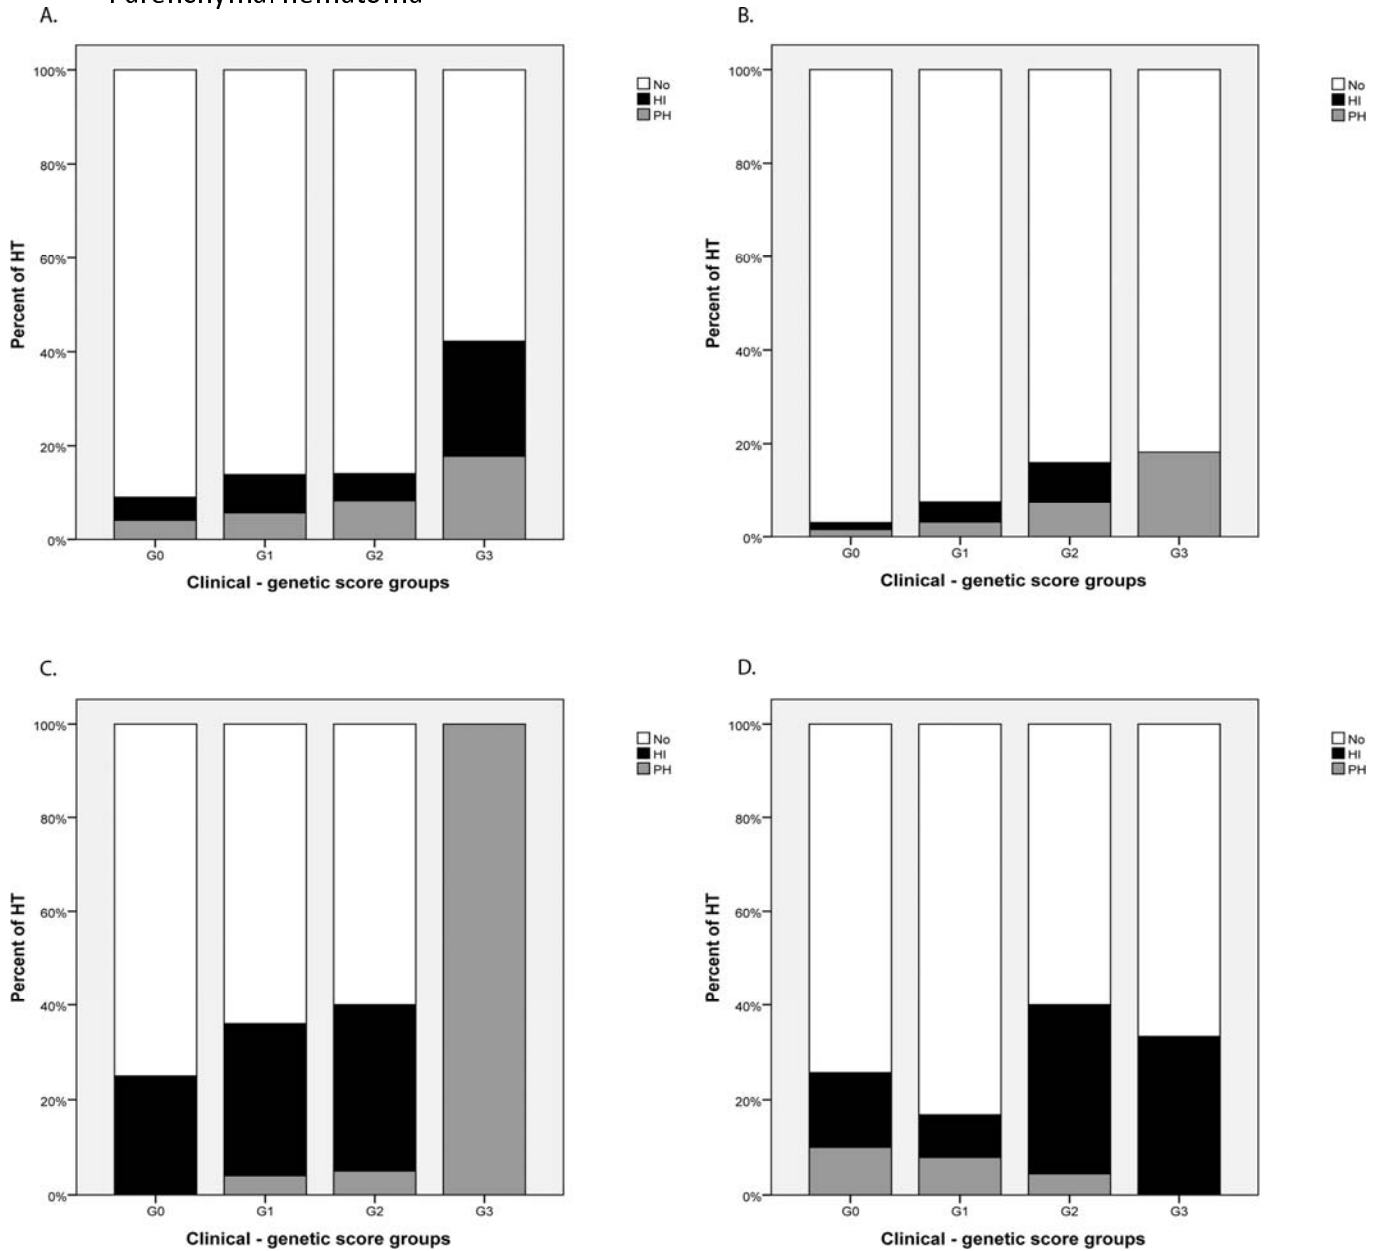 Parenchymal hematoma
A.
100%
80%
60%
40%
20%
0%
Percent of HT
G0 G1 G2 G3
Clinical - genetic score groups
No
HI
PH
B.
100%
80%
60%
40%
20%
0%
Percent of HT
G0 G1 G2 G3
Clinical - genetic score groups
No
HI
PH
C.
100%
80%
60%
40%
20%
0%
Percent of HT
G0 G1 G2 G3
Clinical - genetic score groups
No
HI
PH
D.
100%
80%
60%
40%
20%
0%
Percent of HT
G0 G1 G2 G3
Clinical - genetic score groups
No
HI
PH